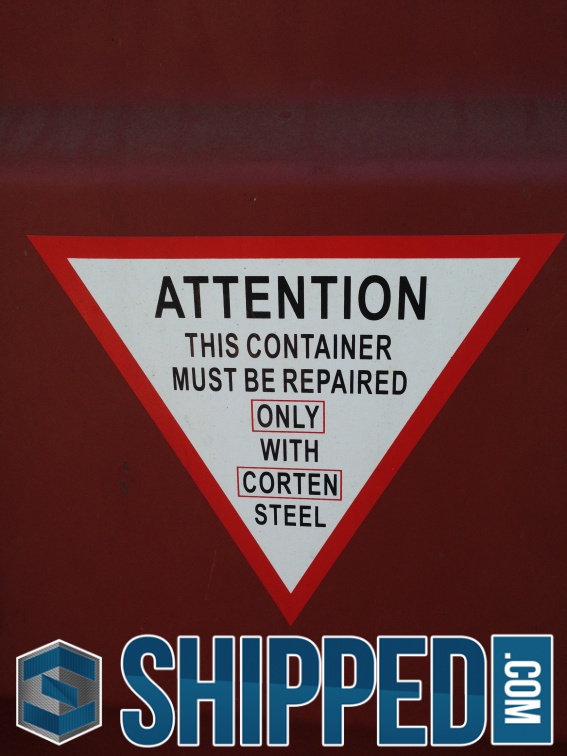 ATTENTION
THIS CONTAINER
MUST BE REPAIRED
ONLY
WITH
CORTEN
STEEL
SHIPPED.COM